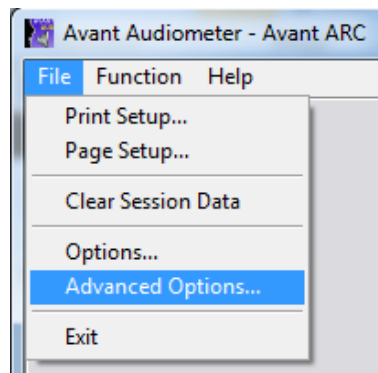 Avant Audiometer - Avant ARC
File Function Help
Print Setup...
Page Setup...
Clear Session Data
Options...
Advanced Options...
Exit